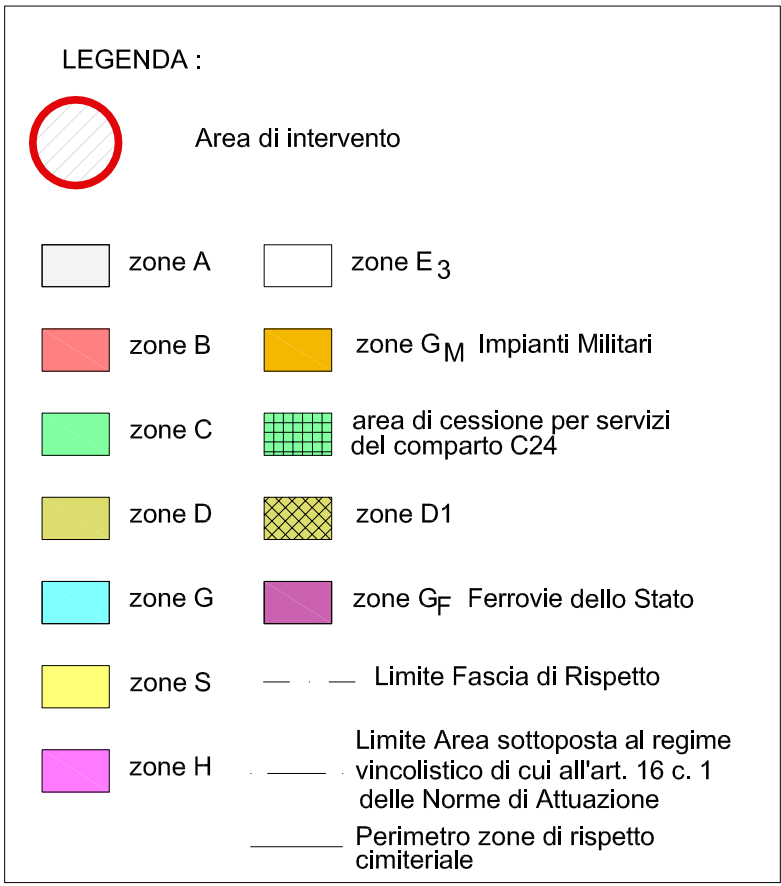 LEGENDA :
Area di intervento
zone A
zone E3
zone B
zone GM Impianti Militari
zone C
area di cessione per servizi
del comparto C24
zone D
zone D1
zone G
zone GF Ferrovie dello Stato
zone S
Limite Fascia di Rispetto
zone H
Limite Area sottoposta al regime
vincolistico di cui all'art. 16 c. 1
delle Norme di Attuazione
Perimetro zone di rispetto
cimiteriale